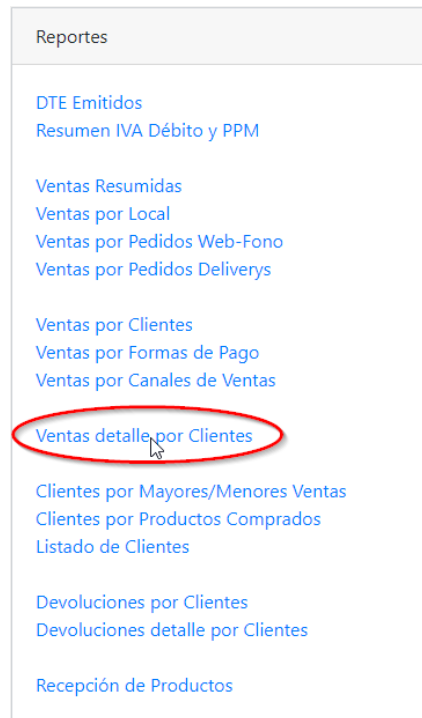 Reportes
DTE Emitidos
Resumen IVA Débito y PPM
Ventas Resumidas
Ventas por Local
Ventas por Pedidos Web-Fono
Ventas por Pedidos Deliverys
Ventas por Clientes
Ventas por Formas de Pago
Ventas por Canales de Ventas
Ventas detalle por Clientes
Clientes por Mayores/Menores Ventas
Clientes por Productos Comprados
Listado de Clientes
Devoluciones por Clientes
Devoluciones detalle por Clientes
Recepción de Productos